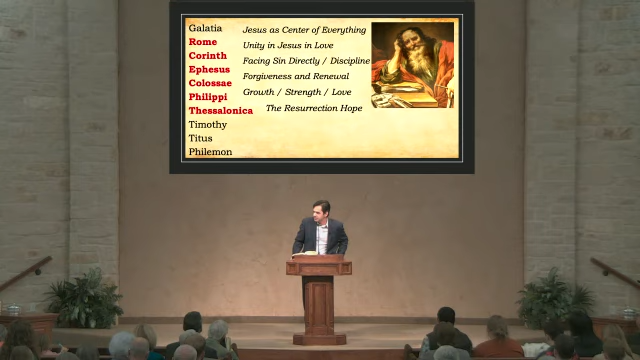 Galatia
Rome
Corinth
Ephesus
Colossae
Philippi
Thessalonica
Timothy
Titus
Philemon
Jesus as Center of Everything
Unity in Jesus in Love
Facing Sin Directly / Discipline
Forgiveness and Renewal
Growth / Strength / Love
The Resurrection Hope